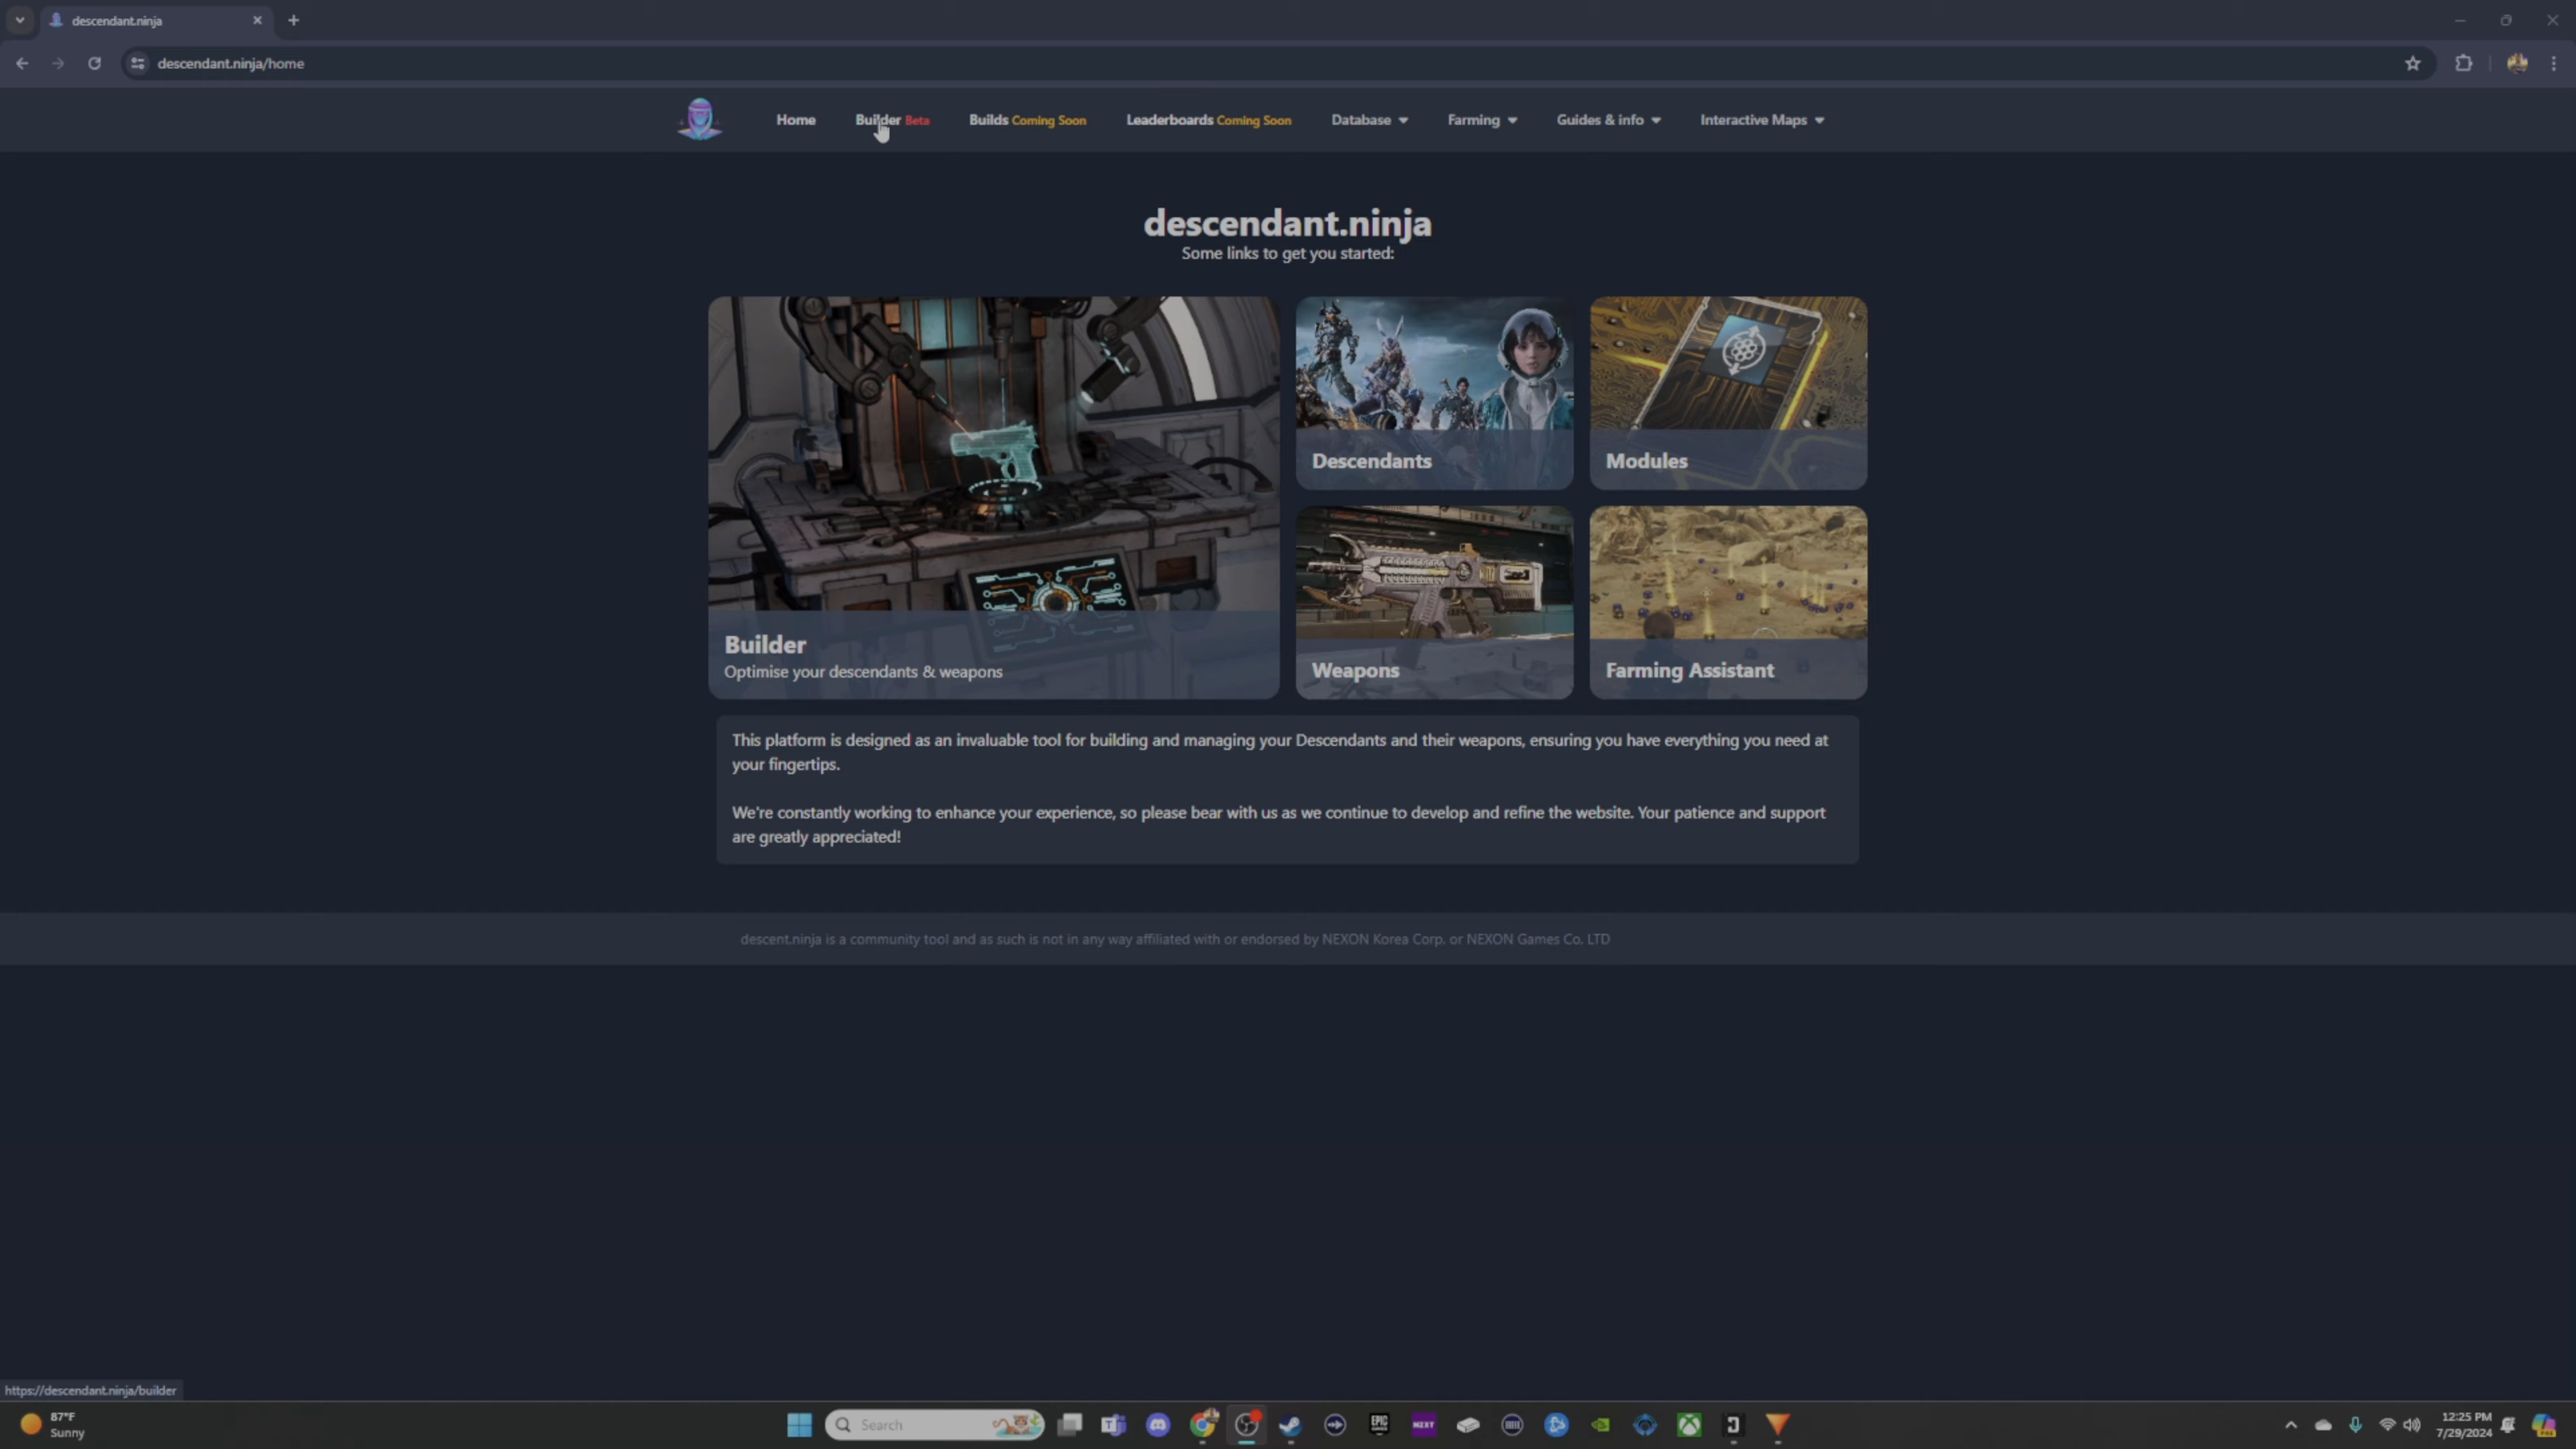 descendant.ninja
descendant.ninja/home
Home
Builder Beta
Builds Coming Soon
Leaderboards Coming Soon
Database
Farming
Guides & info
Interactive Maps
descendant.ninja
Some links to get you started:
Builder
Optimise your descendants & weapons
Descendants
Modules
Weapons
Farming Assistant
This platform is designed as an invaluable tool for building and managing your Descendants and their weapons, ensuring you have everything you need at
your fingertips.
We're constantly working to enhance your experience, so please bear with us as we continue to develop and refine the website. Your patience and support
are greatly appreciated!
descent.ninja is a community tool and as such is not in any way affiliated with or endorsed by NEXON Korea Corp. or NEXON Games Co. LTD
https://descendant.ninja/builder
87°F
Sunny
Search
EPIC
GAMES
NZXT
12:25 PM
7/29/2024